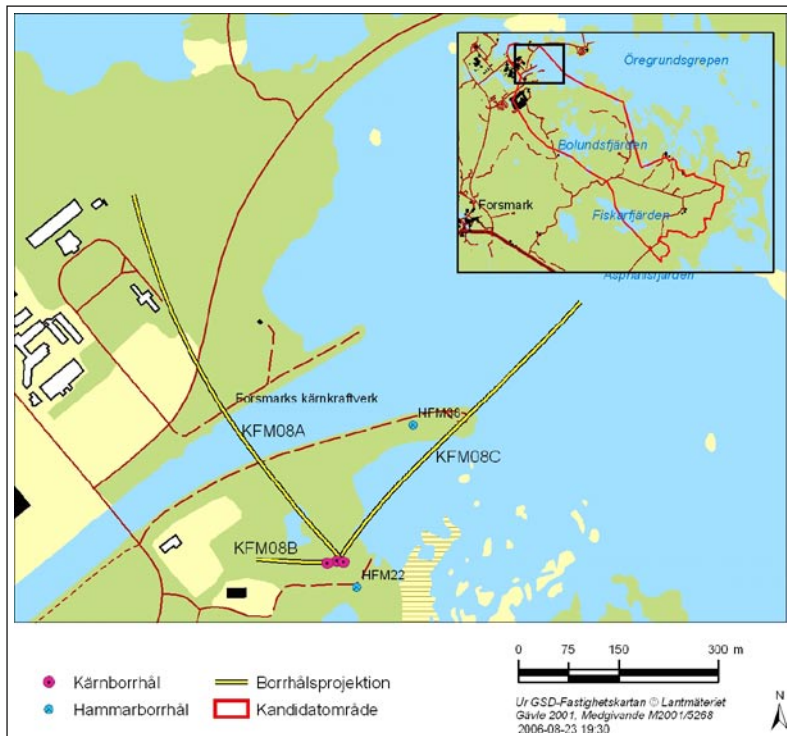 Öregrundsgrepen
Bolundsfjärden
Forsmark
Fiskarfjärden
Asphällsfjärden
Forsmarks kärnkraftverk
HFM38
KFM08A
KFM08C
KFM08B
HFM22
Kärnborrhål
Borrhålsprojektion
Hammarborrhål
Kandidatområde
0 75 150 300 m
Ur GSD-Fastighetskartan © Lantmäteriet
Gävle 2001, Medgivande M2001/5268
2006-08-23 19:30
N